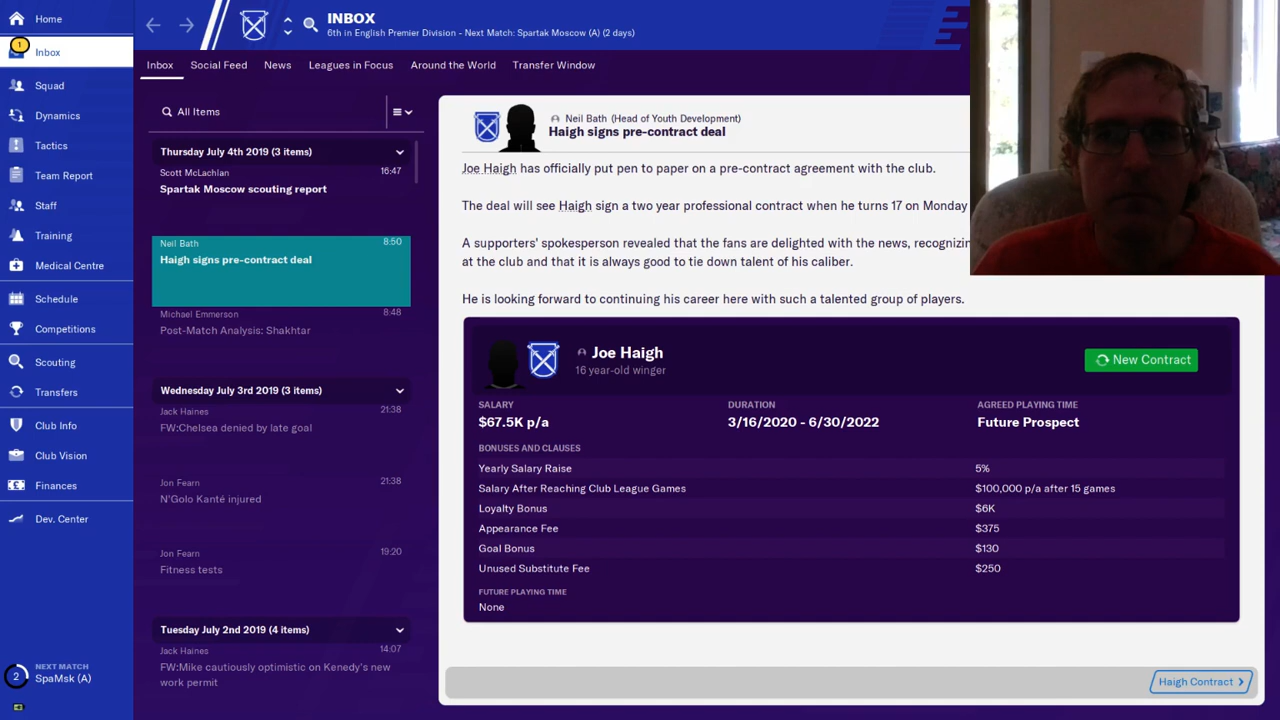 Home
1
Inbox
Squad
Dynamics
Tactics
Team Report
Staff
Training
Medical Centre
Schedule
Competitions
Scouting
Transfers
Club Info
Club Vision
Finances
Dev. Center
2
NEXT MATCH
SpaMsk (A)
INBOX
6th in English Premier Division - Next Match: Spartak Moscow (A) (2 days)
Inbox Social Feed News Leagues in Focus Around the World Transfer Window
All Items
Thursday July 4th 2019 (3 items)
Scott McLachlan 16:47
Spartak Moscow scouting report
Neil Bath 8:50
Haigh signs pre-contract deal
Michael Emmerson 8:48
Post-Match Analysis: Shakhtar
Wednesday July 3rd 2019 (3 items)
Jack Haines 21:38
FW:Chelsea denied by late goal
Jon Fearn 21:38
N'Golo Kanté injured
Jon Fearn 19:20
Fitness tests
Tuesday July 2nd 2019 (4 items)
Jack Haines 14:07
FW:Mike cautiously optimistic on Kenedy's new
work permit
Neil Bath (Head of Youth Development)
Haigh signs pre-contract deal
Joe Haigh has officially put pen to paper on a pre-contract agreement with the club.
The deal will see Haigh sign a two year professional contract when he turns 17 on Monday
A supporters' spokesperson revealed that the fans are delighted with the news, recognizin
at the club and that it is always good to tie down talent of his caliber.
He is looking forward to continuing his career here with such a talented group of players.
Joe Haigh
16 year-old winger
New Contract
SALARY DURATION AGREED PLAYING TIME
$67.5K p/a 3/16/2020 - 6/30/2022 Future Prospect
BONUSES AND CLAUSES
Yearly Salary Raise 5%
Salary After Reaching Club League Games $100,000 p/a after 15 games
Loyalty Bonus $6K
Appearance Fee $375
Goal Bonus $130
Unused Substitute Fee $250
FUTURE PLAYING TIME
None
Haigh Contract